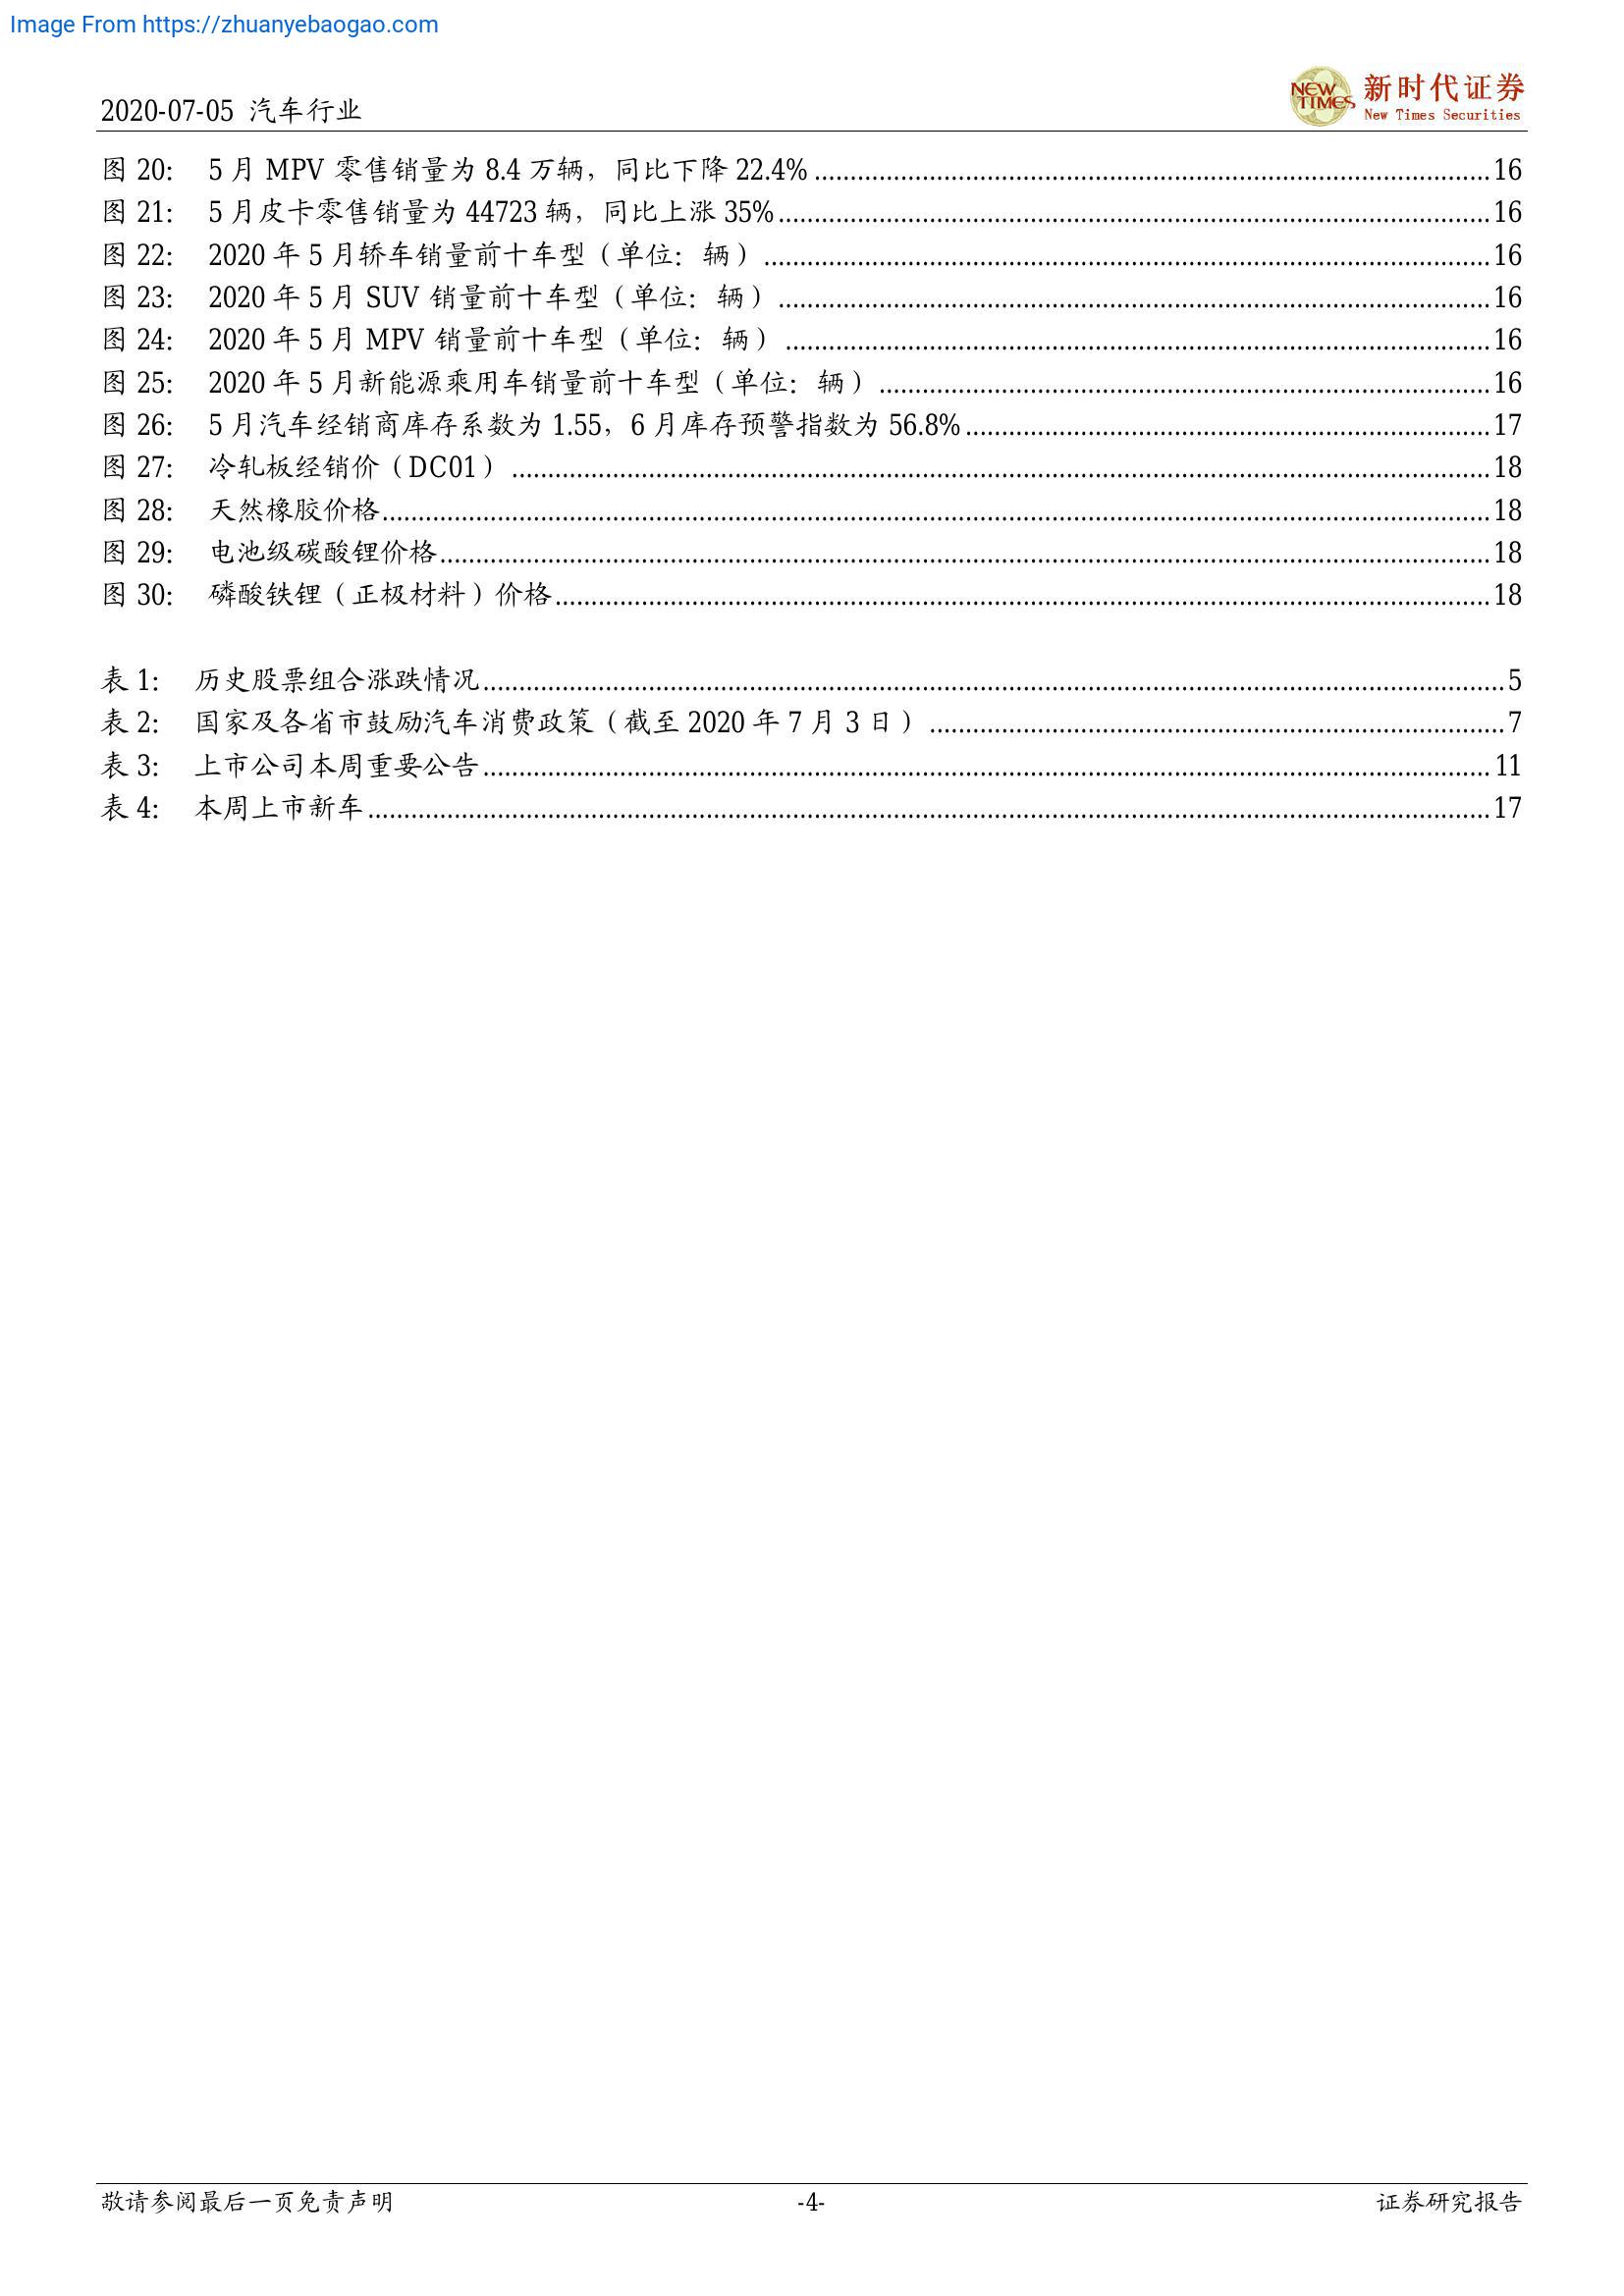 Image From https://zhuanyebaogao.com
2020-07-05 汽车行业
NEW TIMES
新时代证券
New Times Securities
图 20: 5 月 MPV 零售销量为 8.4 万辆，同比下降 22.4%...16
图 21: 5 月皮卡零售销量为 44723 辆，同比上涨 35%...16
图 22: 2020 年 5 月轿车销量前十车型（单位：辆）...16
图 23: 2020 年 5 月 SUV 销量前十车型（单位：辆）...16
图 24: 2020 年 5 月 MPV 销量前十车型（单位：辆）...16
图 25: 2020 年 5 月新能源乘用车销量前十车型（单位：辆）...16
图 26: 5 月汽车经销商库存系数为 1.55，6 月库存预警指数为 56.8%...17
图 27: 冷轧板经销价（DC01）...18
图 28: 天然橡胶价格...18
图 29: 电池级碳酸锂价格...18
图 30: 磷酸铁锂（正极材料）价格...18
表 1: 历史股票组合涨跌情况...5
表 2: 国家及各省市鼓励汽车消费政策（截至 2020 年 7 月 3 日）...7
表 3: 上市公司本周重要公告...11
表 4: 本周上市新车...17
敬请参阅最后一页免责声明 -4- 证券研究报告